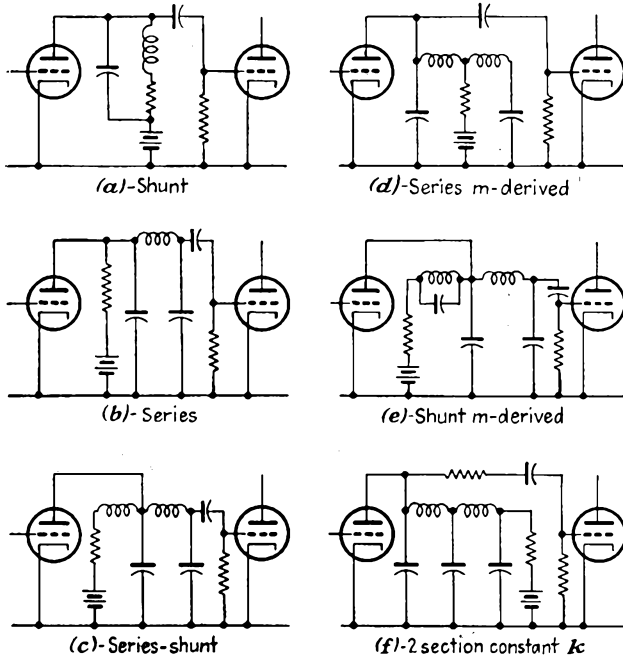 (a)-Shunt
(d)-Series m-derived
(b)-Series
(e)-Shunt m-derived
(c)-Series-shunt
(f)-2 section constant k